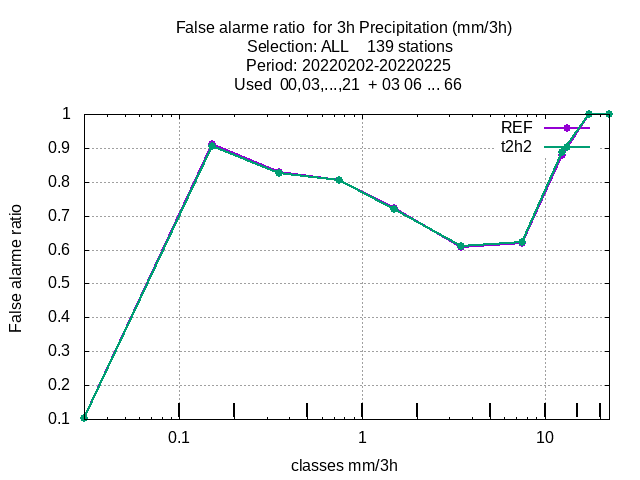 False alarme ratio  for 3h Precipitation (mm/3h)
Selection: ALL    139 stations
Period: 20220202-20220225
Used  00,03,...,21  + 03 06 ... 66
REF
t2h2
1
0.9
0.8
0.7
0.6
0.5
0.4
0.3
0.2
0.1
False alarme ratio
0.1 1 10
classes mm/3h